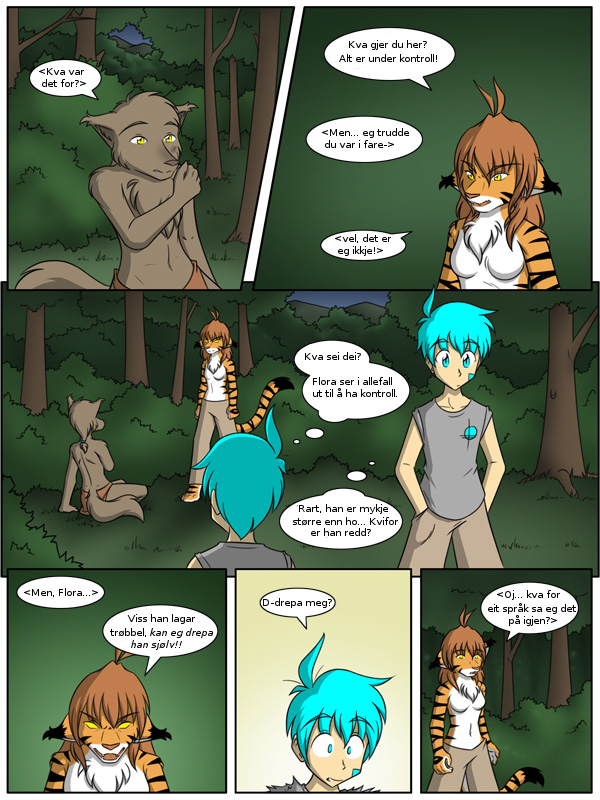 <Kva var
det for?>
Kva gjer du her?
Alt er under kontroll!
<Men... eg trudde
du var i fare->
<vel, det er
eg ikkje!>
Kva sei dei?
Flora ser i allefall
ut til å ha kontroll.
Rart, han er mykje
større enn ho... Kvifor
er han redd?
<Men, Flora...>
Viss han lagar
trøbbel, kan eg drepa
han sjølv!!
D-drepa meg?
<Oj... kva for
eit språk sa eg det
på igjen?>